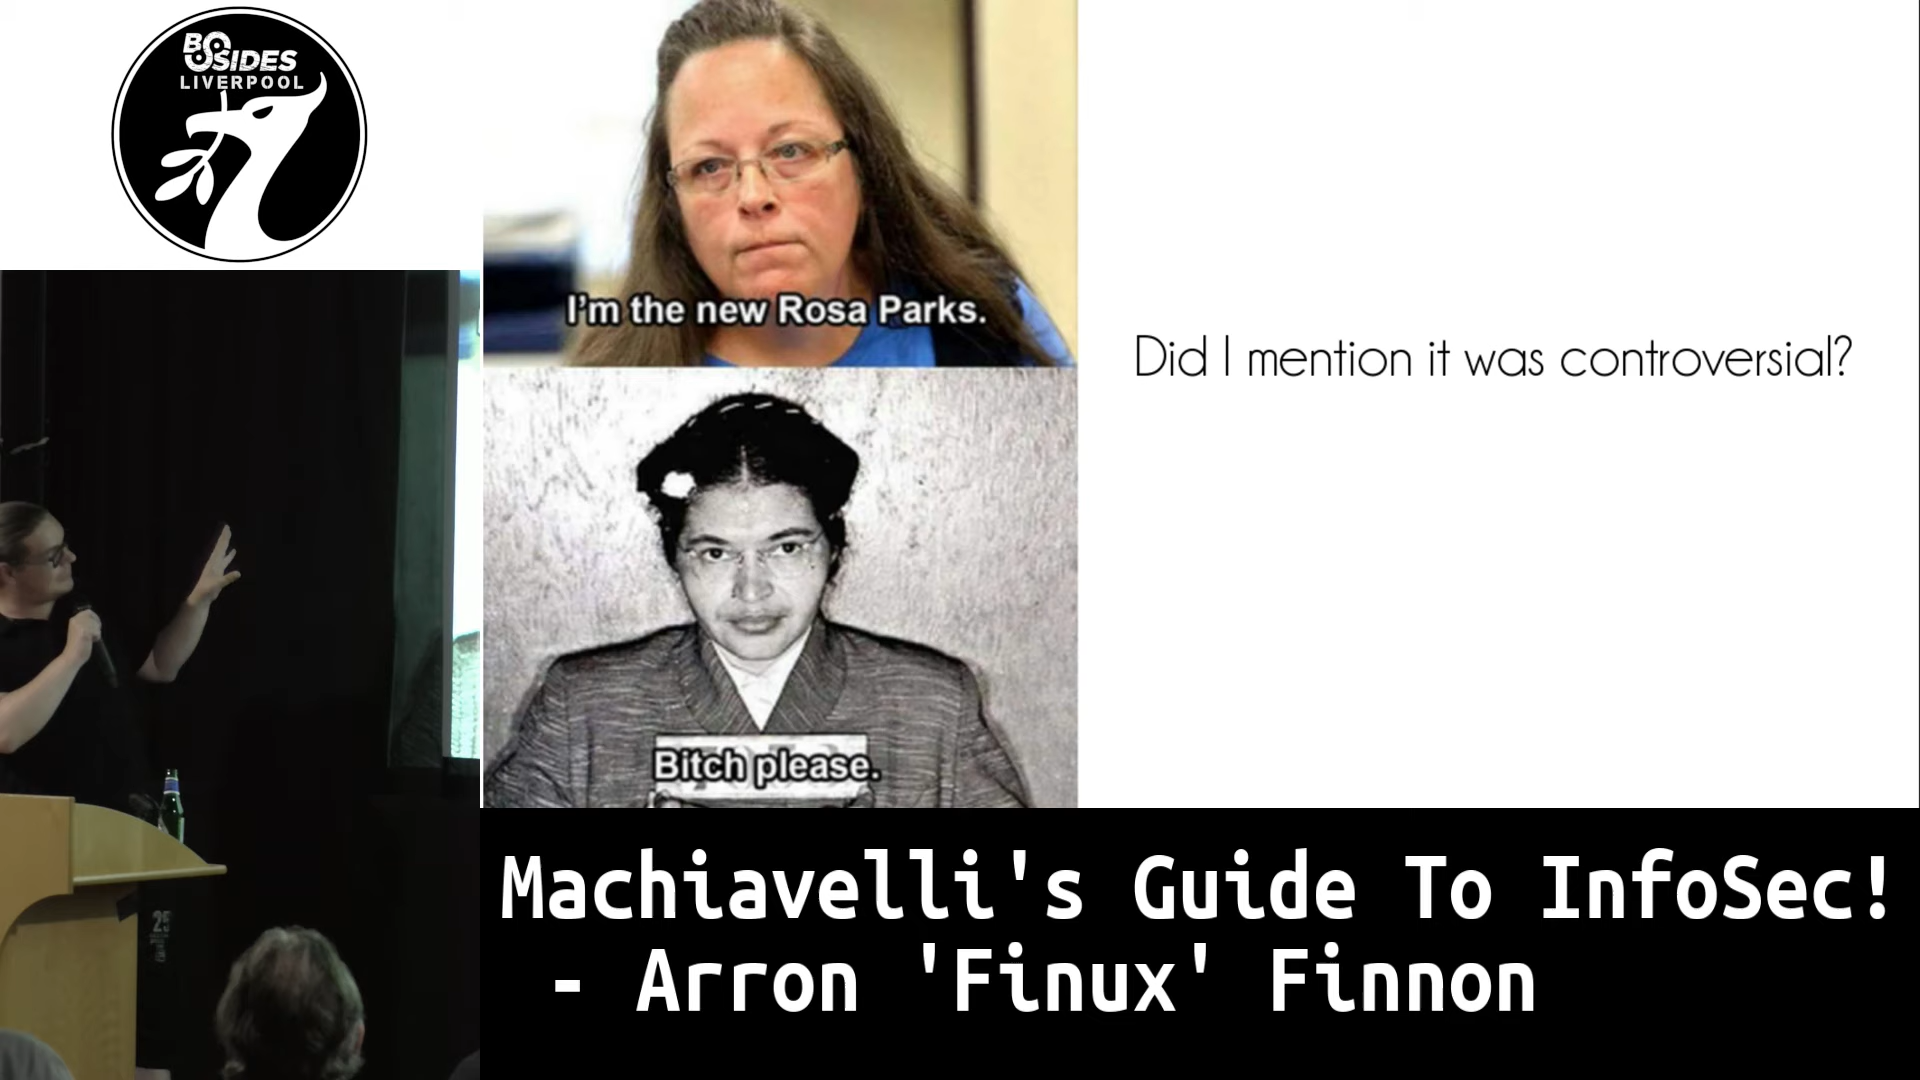 BSIDES
LIVERPOOL
I'm the new Rosa Parks.
Did I mention it was controversial?
Bitch please.
25
Machiavelli's Guide To InfoSec!
- Arron 'Finux' Finnon